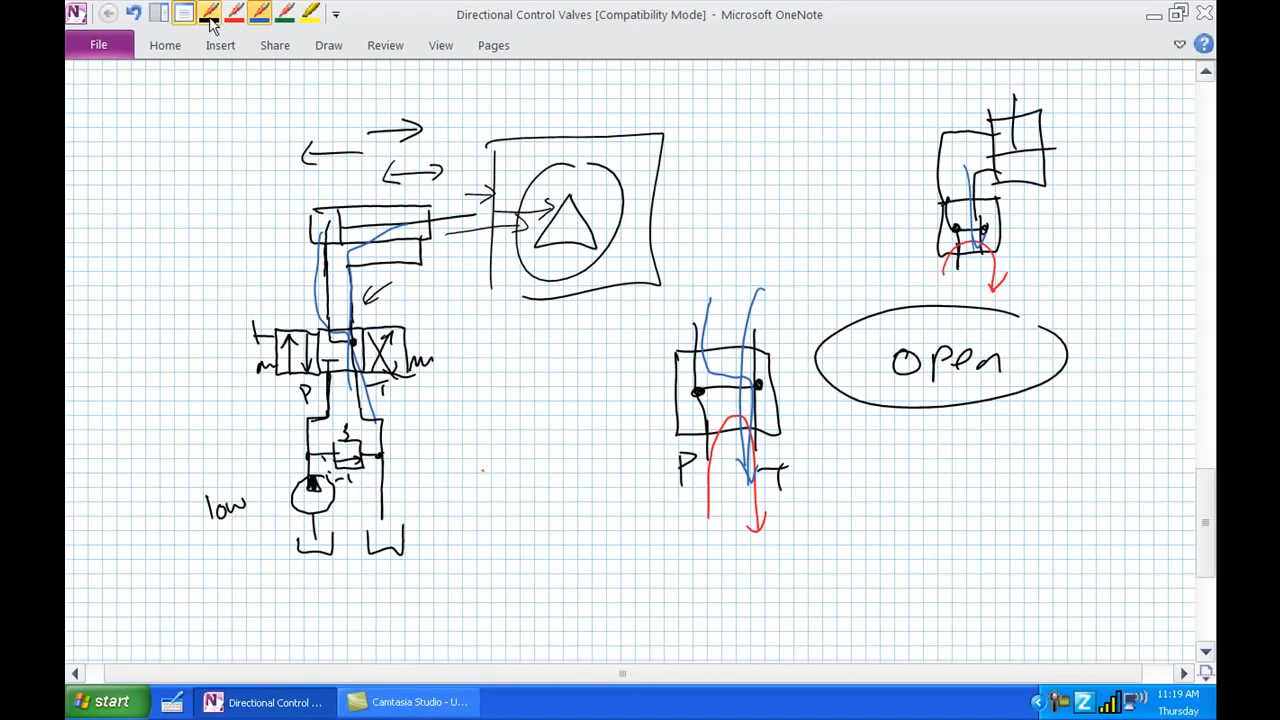 Directional Control Valves [Compatibility Mode] - Microsoft OneNote
File Home Insert Share Draw Review View Pages
open
P T
P T
low
start Directional Control ... Camtasia Studio - U... 11:19 AM
Thursday